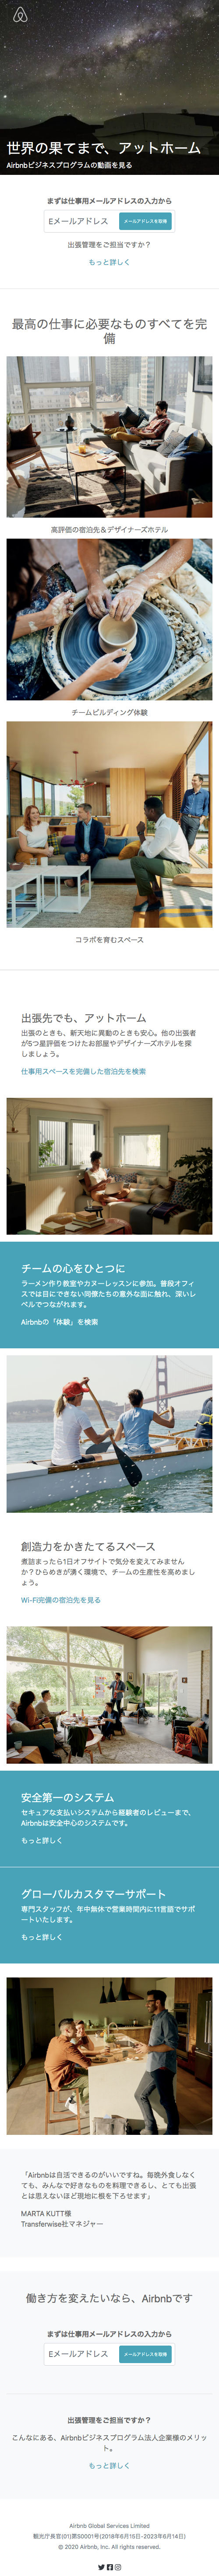 世界の果てまで、アットホーム
Airbnbビジネスプログラムの動画を見る
まずは仕事用メールアドレスの入力から
Eメールアドレス
メールアドレスを取得
出張管理をご担当ですか？
もっと詳しく
最高の仕事に必要なものすべてを完
備
高評価の宿泊先＆デザイナーズホテル
チームビルディング体験
コラボを育むスペース
出張先でも、アットホーム
出張のときも、新天地に異動のときも安心。他の出張者
が5つ星評価をつけたお部屋やデザイナーズホテルを探
しましょう。
仕事用スペースを完備した宿泊先を検索
チームの心をひとつに
ラーメン作り教室やカヌーレッスンに参加。普段オフィ
スでは目にできない同僚たちの意外な面に触れ、深いレ
ベルでつながれます。
Airbnbの「体験」を検索
創造力をかきたてるスペース
煮詰まったら1日オフサイトで気分を変えてみません
か？ひらめきが湧く環境で、チームの生産性を高めまし
ょう。
Wi-Fi完備の宿泊先を見る
安全第一のシステム
セキュアな支払いシステムから経験者のレビューまで、
Airbnbは安全中心のシステムです。
もっと詳しく
グローバルカスタマーサポート
専門スタッフが、年中無休で営業時間内に11言語でサポ
ートいたします。
もっと詳しく
「Airbnbは自活できるのがいいですね。毎晩外食しなく
ても、みんなで好きなものを料理できるし、とても出張
とは思えないほど現地に根を下ろせます」
MARTA KUTT様
Transferwise社マネジャー
働き方を変えたいなら、Airbnbです
まずは仕事用メールアドレスの入力から
Eメールアドレス
メールアドレスを取得
出張管理をご担当ですか？
こんなにある、Airbnbビジネスプログラム法人企業様のメリッ
ト。
もっと詳しく
Airbnb Global Services Limited
観光庁長官(01)第S0001号(2018年6月15日-2023年6月14日)
© 2020 Airbnb, Inc. All rights reserved.